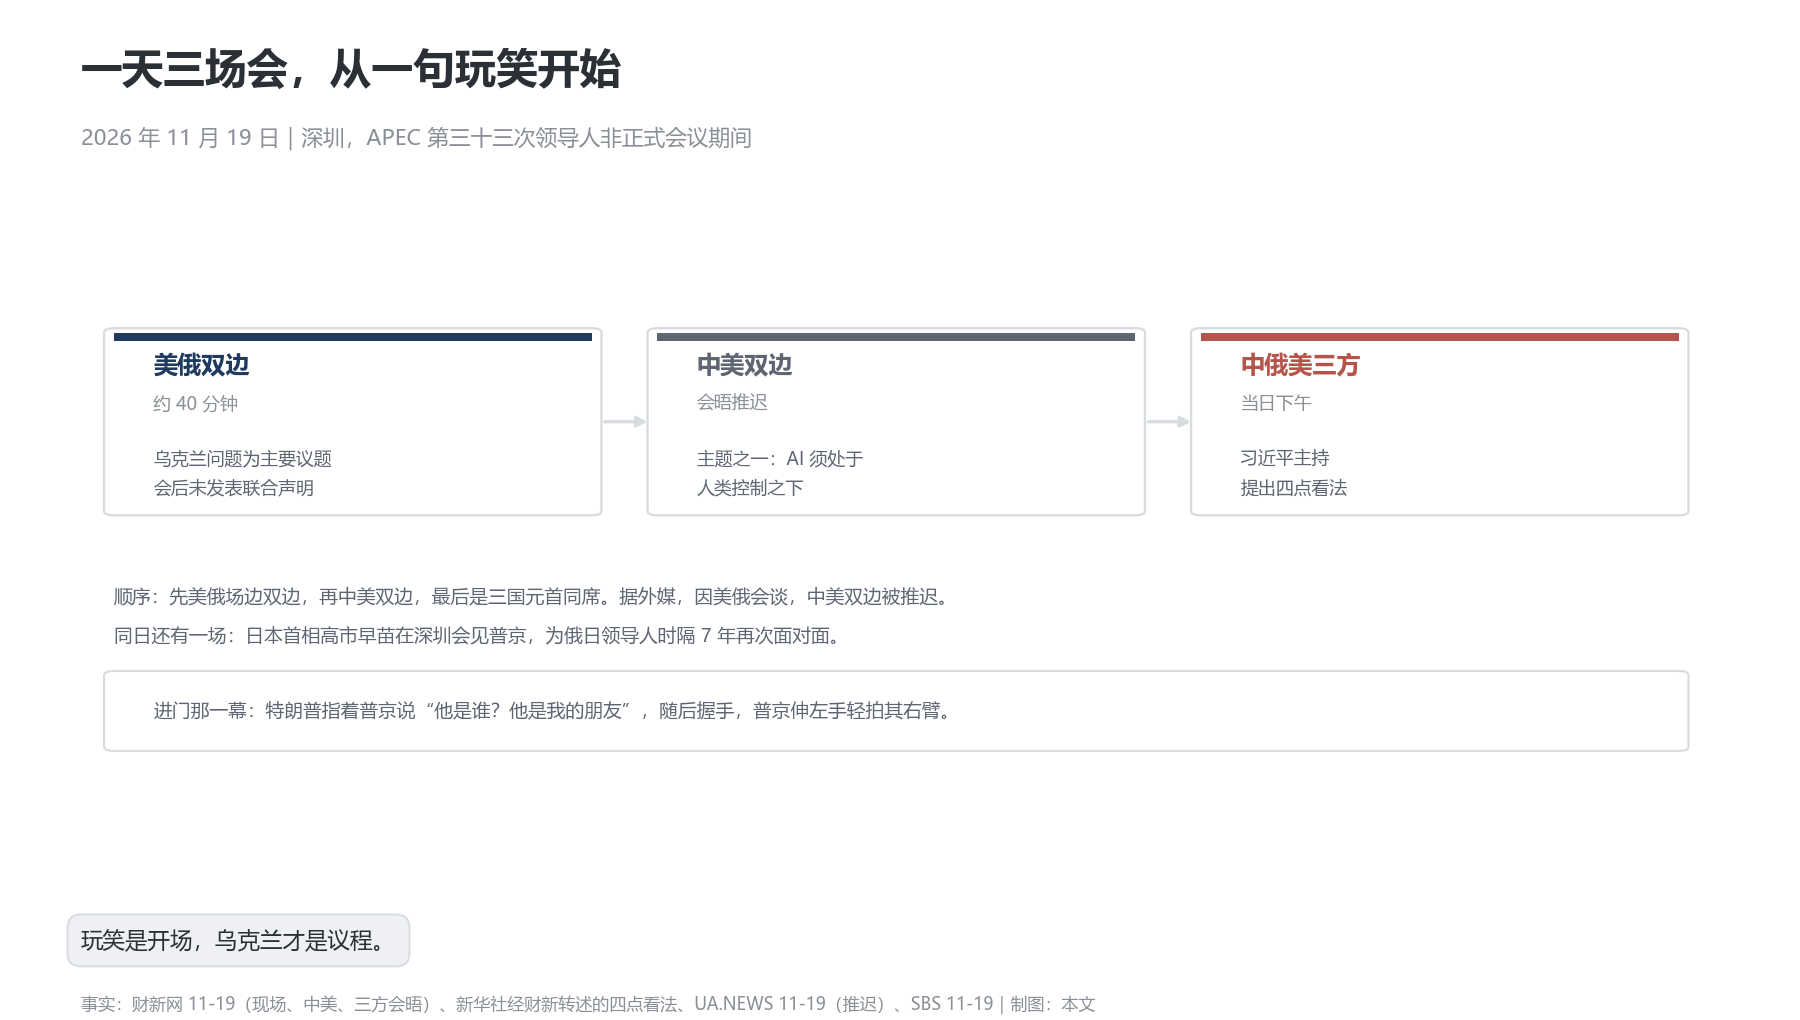 一天三场会，从一句玩笑开始
2026 年 11 月 19 日 | 深圳，APEC 第三十三次领导人非正式会议期间
美俄双边
约 40 分钟
乌克兰问题为主要议题
会后未发表联合声明
中美双边
会晤推迟
主题之一：AI 须处于
人类控制之下
中俄美三方
当日下午
习近平主持
提出四点看法
顺序：先美俄场边双边，再中美双边，最后是三国元首同席。据外媒，因美俄会谈，中美双边被推迟。
同日还有一场：日本首相高市早苗在深圳会见普京，为俄日领导人时隔 7 年再次面对面。
进门那一幕：特朗普指着普京说“他是谁？他是我的朋友”，随后握手，普京伸左手轻拍其右臂。
玩笑是开场，乌克兰才是议程。
事实：财新网 11-19（现场、中美、三方会晤）、新华社经财新转述的四点看法、UA.NEWS 11-19（推迟）、SBS 11-19 | 制图：本文